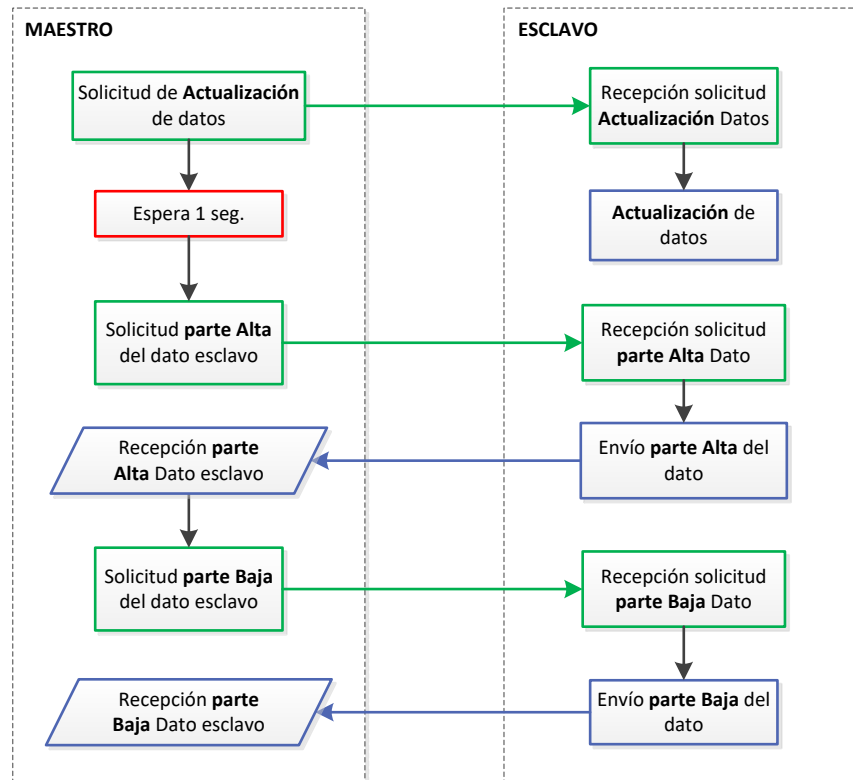 MAESTRO
ESCLAVO
Solicitud de Actualización
de datos
Recepción solicitud
Actualización Datos
Espera 1 seg.
Actualización de
datos
Solicitud parte Alta
del dato esclavo
Recepción solicitud
parte Alta Dato
Recepción parte
Alta Dato esclavo
Envío parte Alta del
dato
Solicitud parte Baja
del dato esclavo
Recepción solicitud
parte Baja Dato
Recepción parte
Baja Dato esclavo
Envío parte Baja del
dato